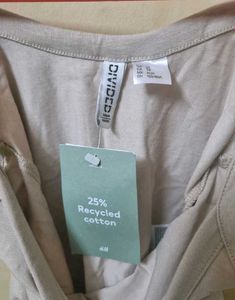 DIVIDED
25%
Recycled
cotton
H&M